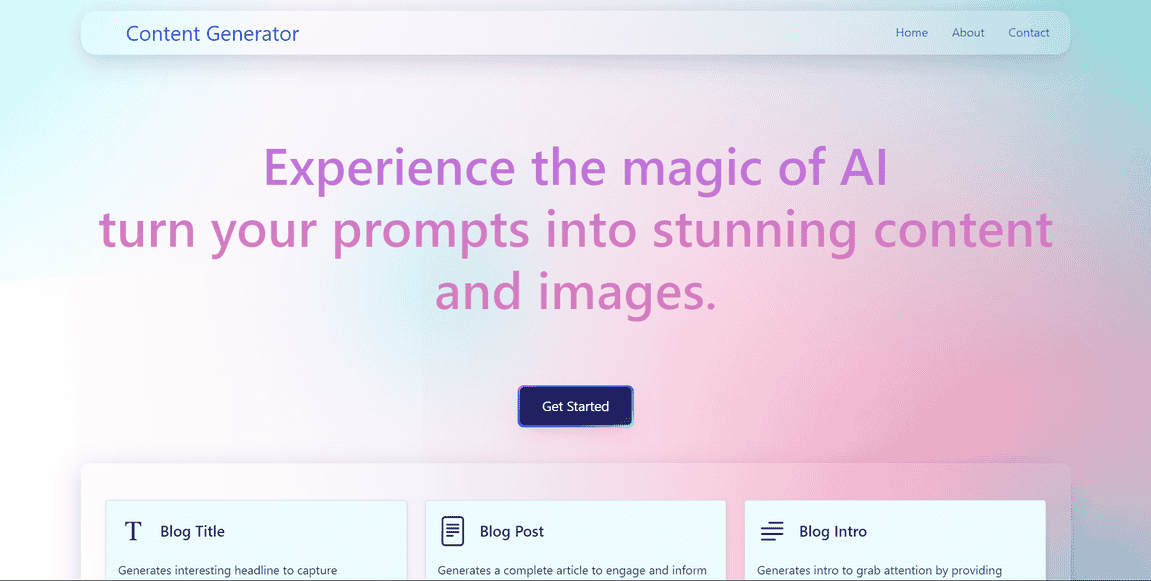 Content Generator
Home About Contact
Experience the magic of AI
turn your prompts into stunning content
and images.
Get Started
Blog Title
Generates interesting headline to capture
Blog Post
Generates a complete article to engage and inform
Blog Intro
Generates intro to grab attention by providing